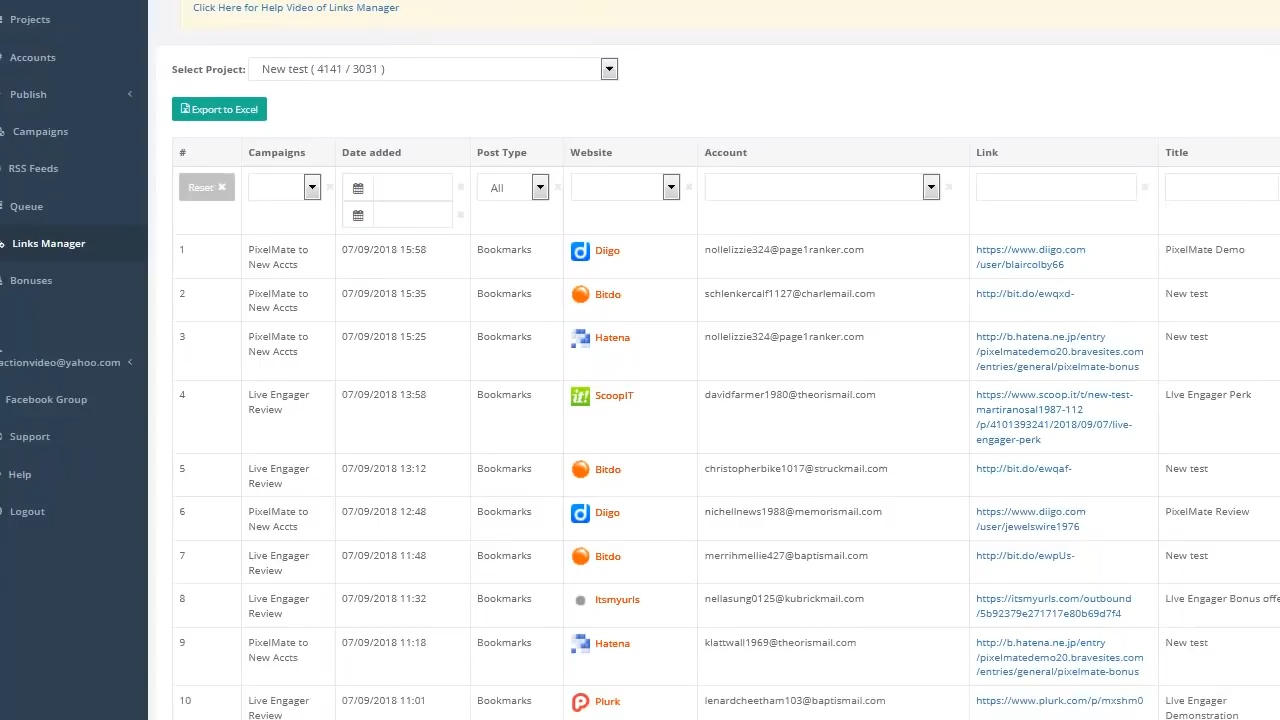 Click Here for Help Video of Links Manager
Projects
Accounts
Publish
Campaigns
RSS Feeds
Queue
Links Manager
Bonuses
actionvideo@yahoo.com
Facebook Group
Support
Help
Logout
Select Project: New test ( 4141 / 3031 )
Export to Excel
# Campaigns Date added Post Type Website Account Link Title
Reset × All
1 PixelMate to 07/09/2018 15:58 Bookmarks Diigo nollelizzie324@page1ranker.com https://www.diigo.com PixelMate Demo
New Accts /user/blaircolby66
2 PixelMate to 07/09/2018 15:35 Bookmarks Bitdo schlenkercaif1127@charlemail.com http://bit.do/ewqxd- New test
New Accts
3 PixelMate to 07/09/2018 15:25 Bookmarks Hatena nollelizzie324@page1ranker.com http://b.hatena.ne.jp/entry New test
New Accts /pixelmatedemo20.bravesites.com
/entries/general/pixelmate-bonus
4 Live Engager 07/09/2018 13:58 Bookmarks ScoopIT davidfarmer1980@theorismail.com https://www.scoop.it/t/new-test- LIve Engager Perk
Review martiranosal1987-112
/p/4101393241/2018/09/07/live-
engager-perk
5 Live Engager 07/09/2018 13:12 Bookmarks Bitdo christopherbike1017@struckmail.com http://bit.do/ewqaf- New test
Review
6 PixelMate to 07/09/2018 12:48 Bookmarks Diigo nichellnews1988@memorismail.com https://www.diigo.com PixelMate Review
New Accts /user/jewelswire1976
7 Live Engager 07/09/2018 11:48 Bookmarks Bitdo merrihmellie427@baptismail.com http://bit.do/ewpUs- New test
Review
8 Live Engager 07/09/2018 11:32 Bookmarks Itsmyurls nellasung0125@kubrickmail.com https://itsmyurls.com/outbound LIve Engager Bonus offe
Review /5b92379e271717e80b69d7f4
9 PixelMate to 07/09/2018 11:18 Bookmarks Hatena klattwall1969@theorismail.com http://b.hatena.ne.jp/entry New test
New Accts /pixelmatedemo20.bravesites.com
/entries/general/pixelmate-bonus
10 Live Engager 07/09/2018 11:01 Bookmarks Plurk lenardcheetham103@baptismail.com https://www.plurk.com/p/mxshm0 LIve Engager
Review Demonstration